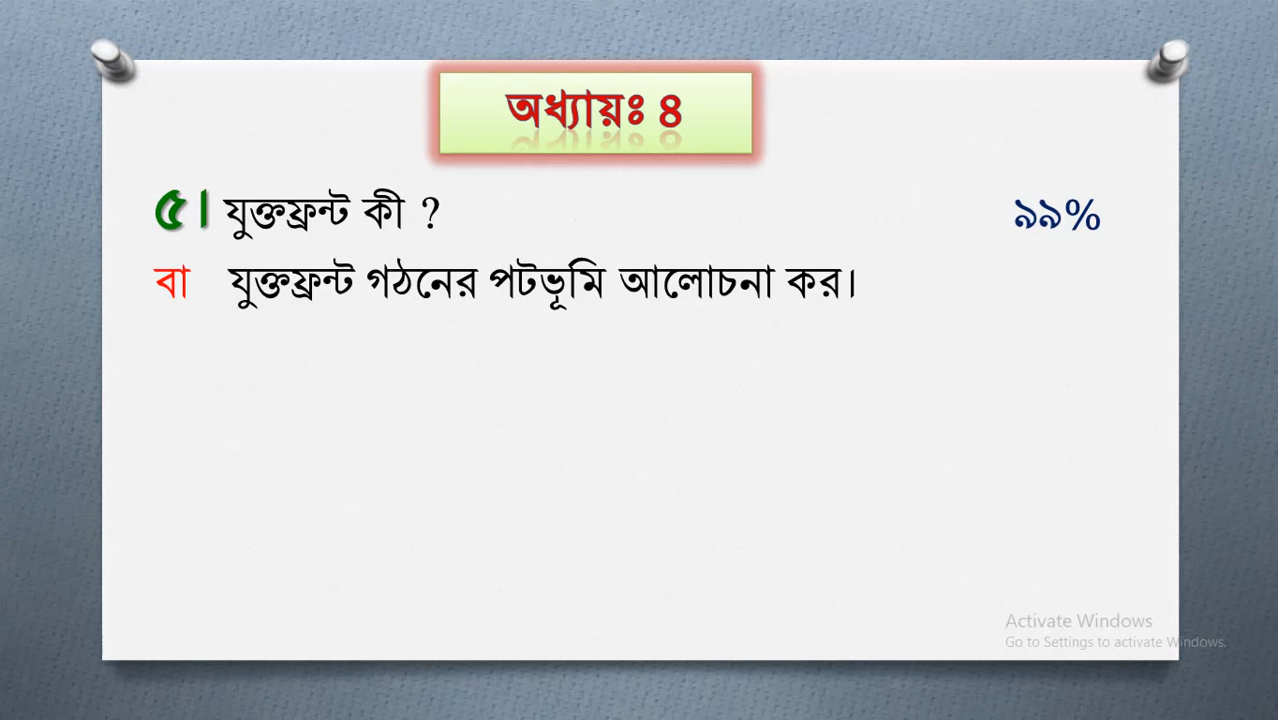 অধ্যায়ঃ ৪
৫। যুক্তফ্রন্ট কী ? ৯৯%
বা যুক্তফ্রন্ট গঠনের পটভূমি আলোচনা কর।
Activate Windows
Go to Settings to activate Windows.